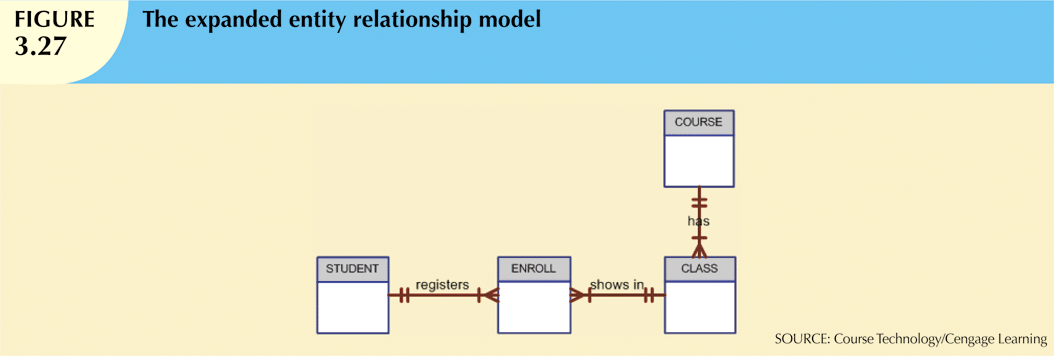 FIGURE
3.27
The expanded entity relationship model
COURSE
has
STUDENT
registers
ENROLL
shows in
CLASS
SOURCE: Course Technology/Cengage Learning